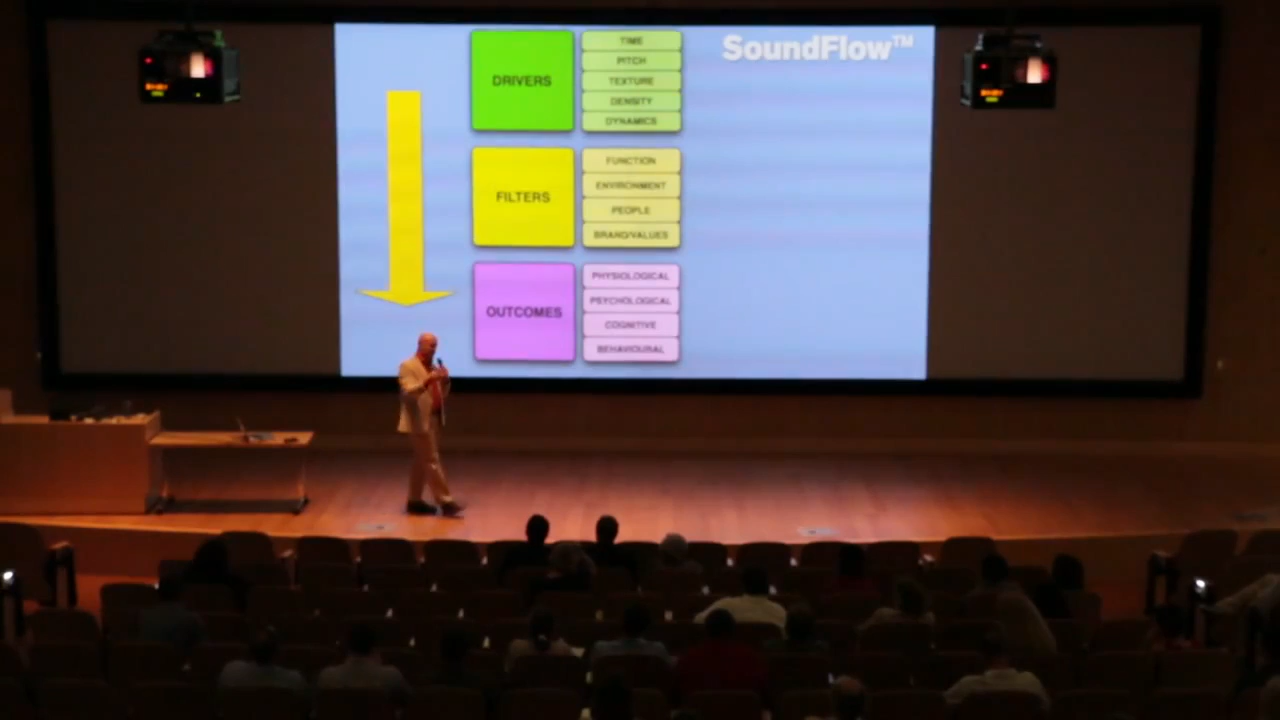 SoundFlow™
DRIVERS
TIME
PITCH
TEXTURE
DENSITY
DYNAMICS
FILTERS
FUNCTION
ENVIRONMENT
PEOPLE
BRAND/VALUES
OUTCOMES
PHYSIOLOGICAL
PSYCHOLOGICAL
COGNITIVE
BEHAVIOURAL